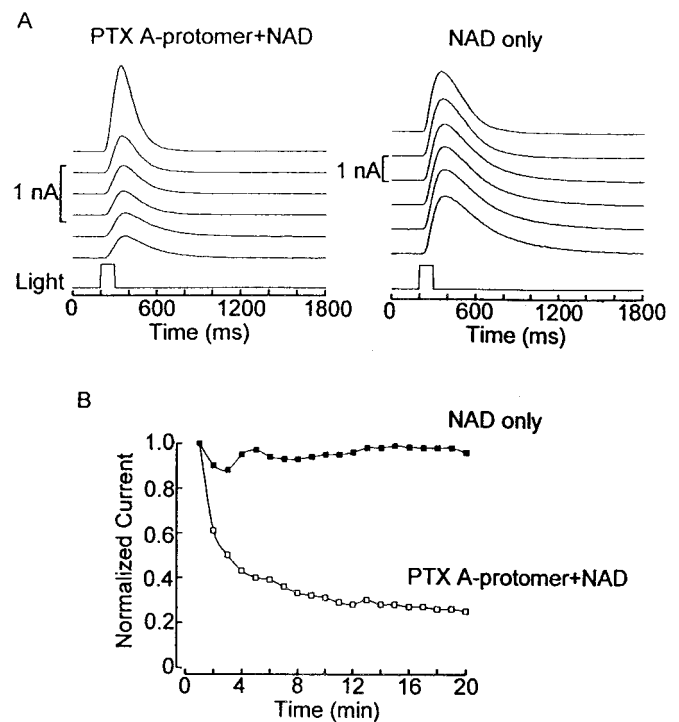 A
PTX A-protomer+NAD
NAD only
1 nA
1 nA
Light
0 600 1200 1800
Time (ms)
0 600 1200 1800
Time (ms)
B
NAD only
PTX A-protomer+NAD
Normalized Current
1.0
0.8
0.6
0.4
0.2
0
0 4 8 12 16 20
Time (min)